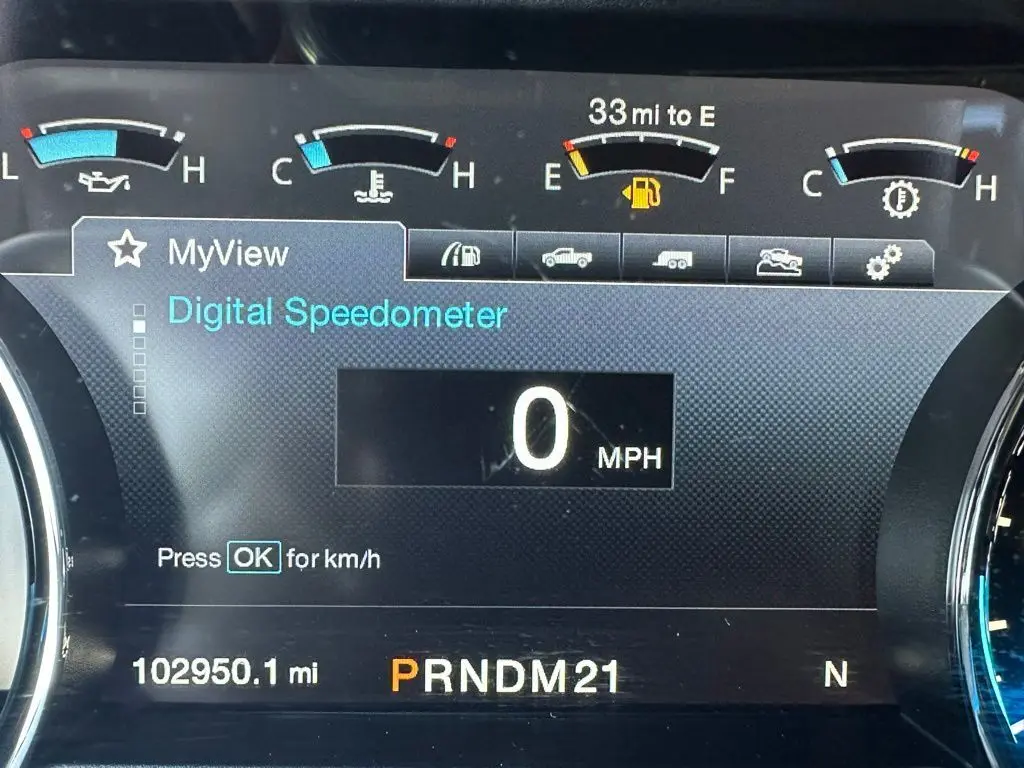 33 mi to E
L H C H E F C H
MyView
Digital Speedometer
0 MPH
Press OK for km/h
102950.1 mi PRNDM21 N